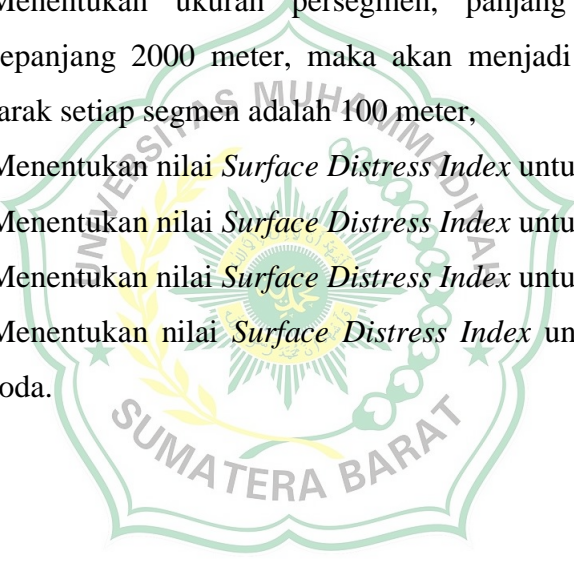 Menentukan ukuran persegmen, panjang
sepanjang 2000 meter, maka akan menjadi
jarak setiap segmen adalah 100 meter,
Menentukan nilai Surface Distress Index untu
Menentukan nilai Surface Distress Index untu
Menentukan nilai Surface Distress Index untu
Menentukan nilai Surface Distress Index un
roda.
UNIVERSITAS MUHAMMADIYAH
SUMATERA BARAT